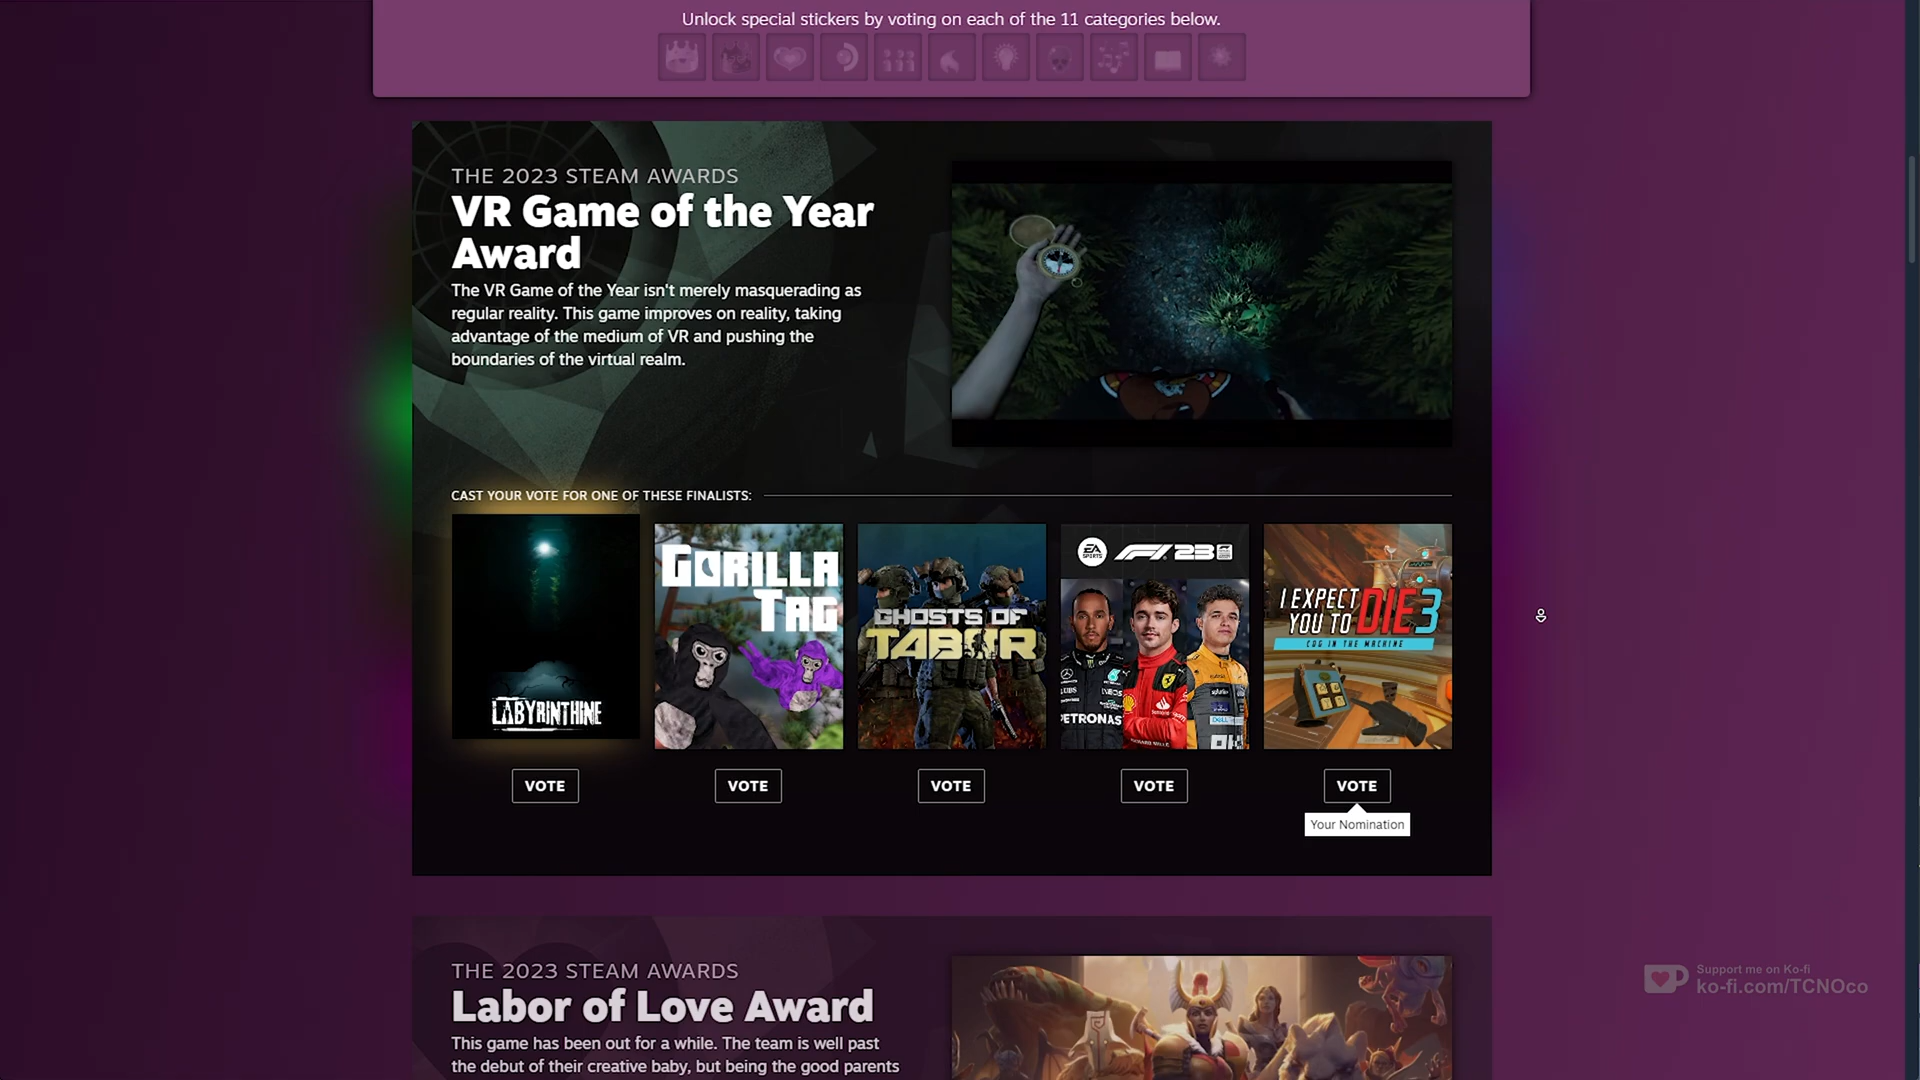 Unlock special stickers by voting on each of the 11 categories below.
THE 2023 STEAM AWARDS
VR Game of the Year
Award
The VR Game of the Year isn't merely masquerading as
regular reality. This game improves on reality, taking
advantage of the medium of VR and pushing the
boundaries of the virtual realm.
CAST YOUR VOTE FOR ONE OF THESE FINALISTS:
LABYRINTHINE
GORILLA
TAG
GHOSTS OF
TABOR
EA
SPORTS
F1 23
PETRONAS
INEOS
I EXPECT
YOU TO DIE 3
COG IN THE MACHINE
VOTE
VOTE
VOTE
VOTE
VOTE
Your Nomination
THE 2023 STEAM AWARDS
Labor of Love Award
This game has been out for a while. The team is well past
the debut of their creative baby, but being the good parents
Support me on Ko-fi
ko-fi.com/TCNOco